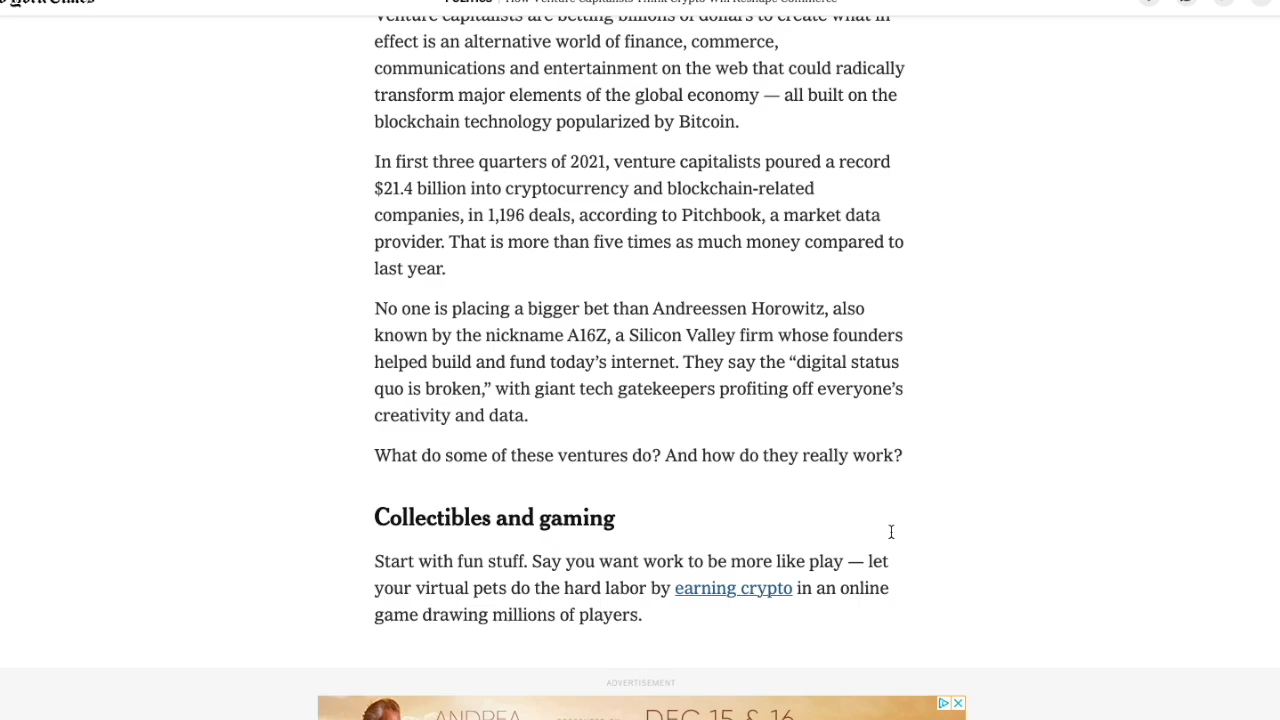 POLITICS | How Venture Capitalists Think Crypto Will Reshape Commerce
Venture capitalists are betting billions of dollars to create what in
effect is an alternative world of finance, commerce,
communications and entertainment on the web that could radically
transform major elements of the global economy — all built on the
blockchain technology popularized by Bitcoin.
In first three quarters of 2021, venture capitalists poured a record
$21.4 billion into cryptocurrency and blockchain-related
companies, in 1,196 deals, according to Pitchbook, a market data
provider. That is more than five times as much money compared to
last year.
No one is placing a bigger bet than Andreessen Horowitz, also
known by the nickname A16Z, a Silicon Valley firm whose founders
helped build and fund today’s internet. They say the “digital status
quo is broken,” with giant tech gatekeepers profiting off everyone’s
creativity and data.
What do some of these ventures do? And how do they really work?
Collectibles and gaming
Start with fun stuff. Say you want work to be more like play — let
your virtual pets do the hard labor by earning crypto in an online
game drawing millions of players.
ADVERTISEMENT
ANDREA DEC 15 & 16